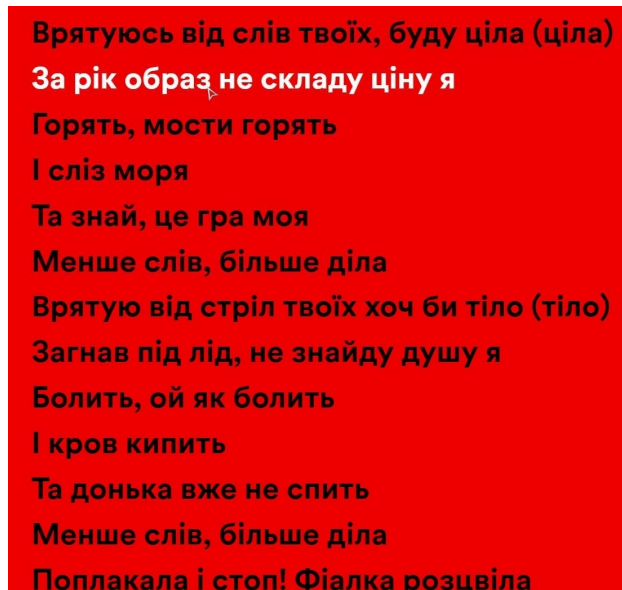 Врятуюсь від слів твоїх, буду ціла (ціла)
За рік образ не складу ціну я
Горять, мости горять
І сліз моря
Та знай, це гра моя
Менше слів, більше діла
Врятую від стріл твоїх хоч би тіло (тіло)
Загнав під лід, не знайду душу я
Болить, ой як болить
І кров кипить
Та донька вже не спить
Менше слів, більше діла
Поплакала і стоп! Фіалка розцвіла